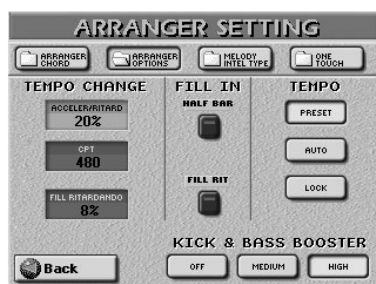 ARRANGER SETTING
ARRANGER CHORD
ARRANGER OPTIONS
MELODY INTEL TYPE
ONE TOUCH
TEMPO CHANGE
FILL IN
TEMPO
ACCELER/RITARD
20%
CPT
480
FILL RITARDANDO
8%
HALF BAR
FILL RIT
PRESET
AUTO
LOCK
KICK & BASS BOOSTER
Back
OFF
MEDIUM
HIGH